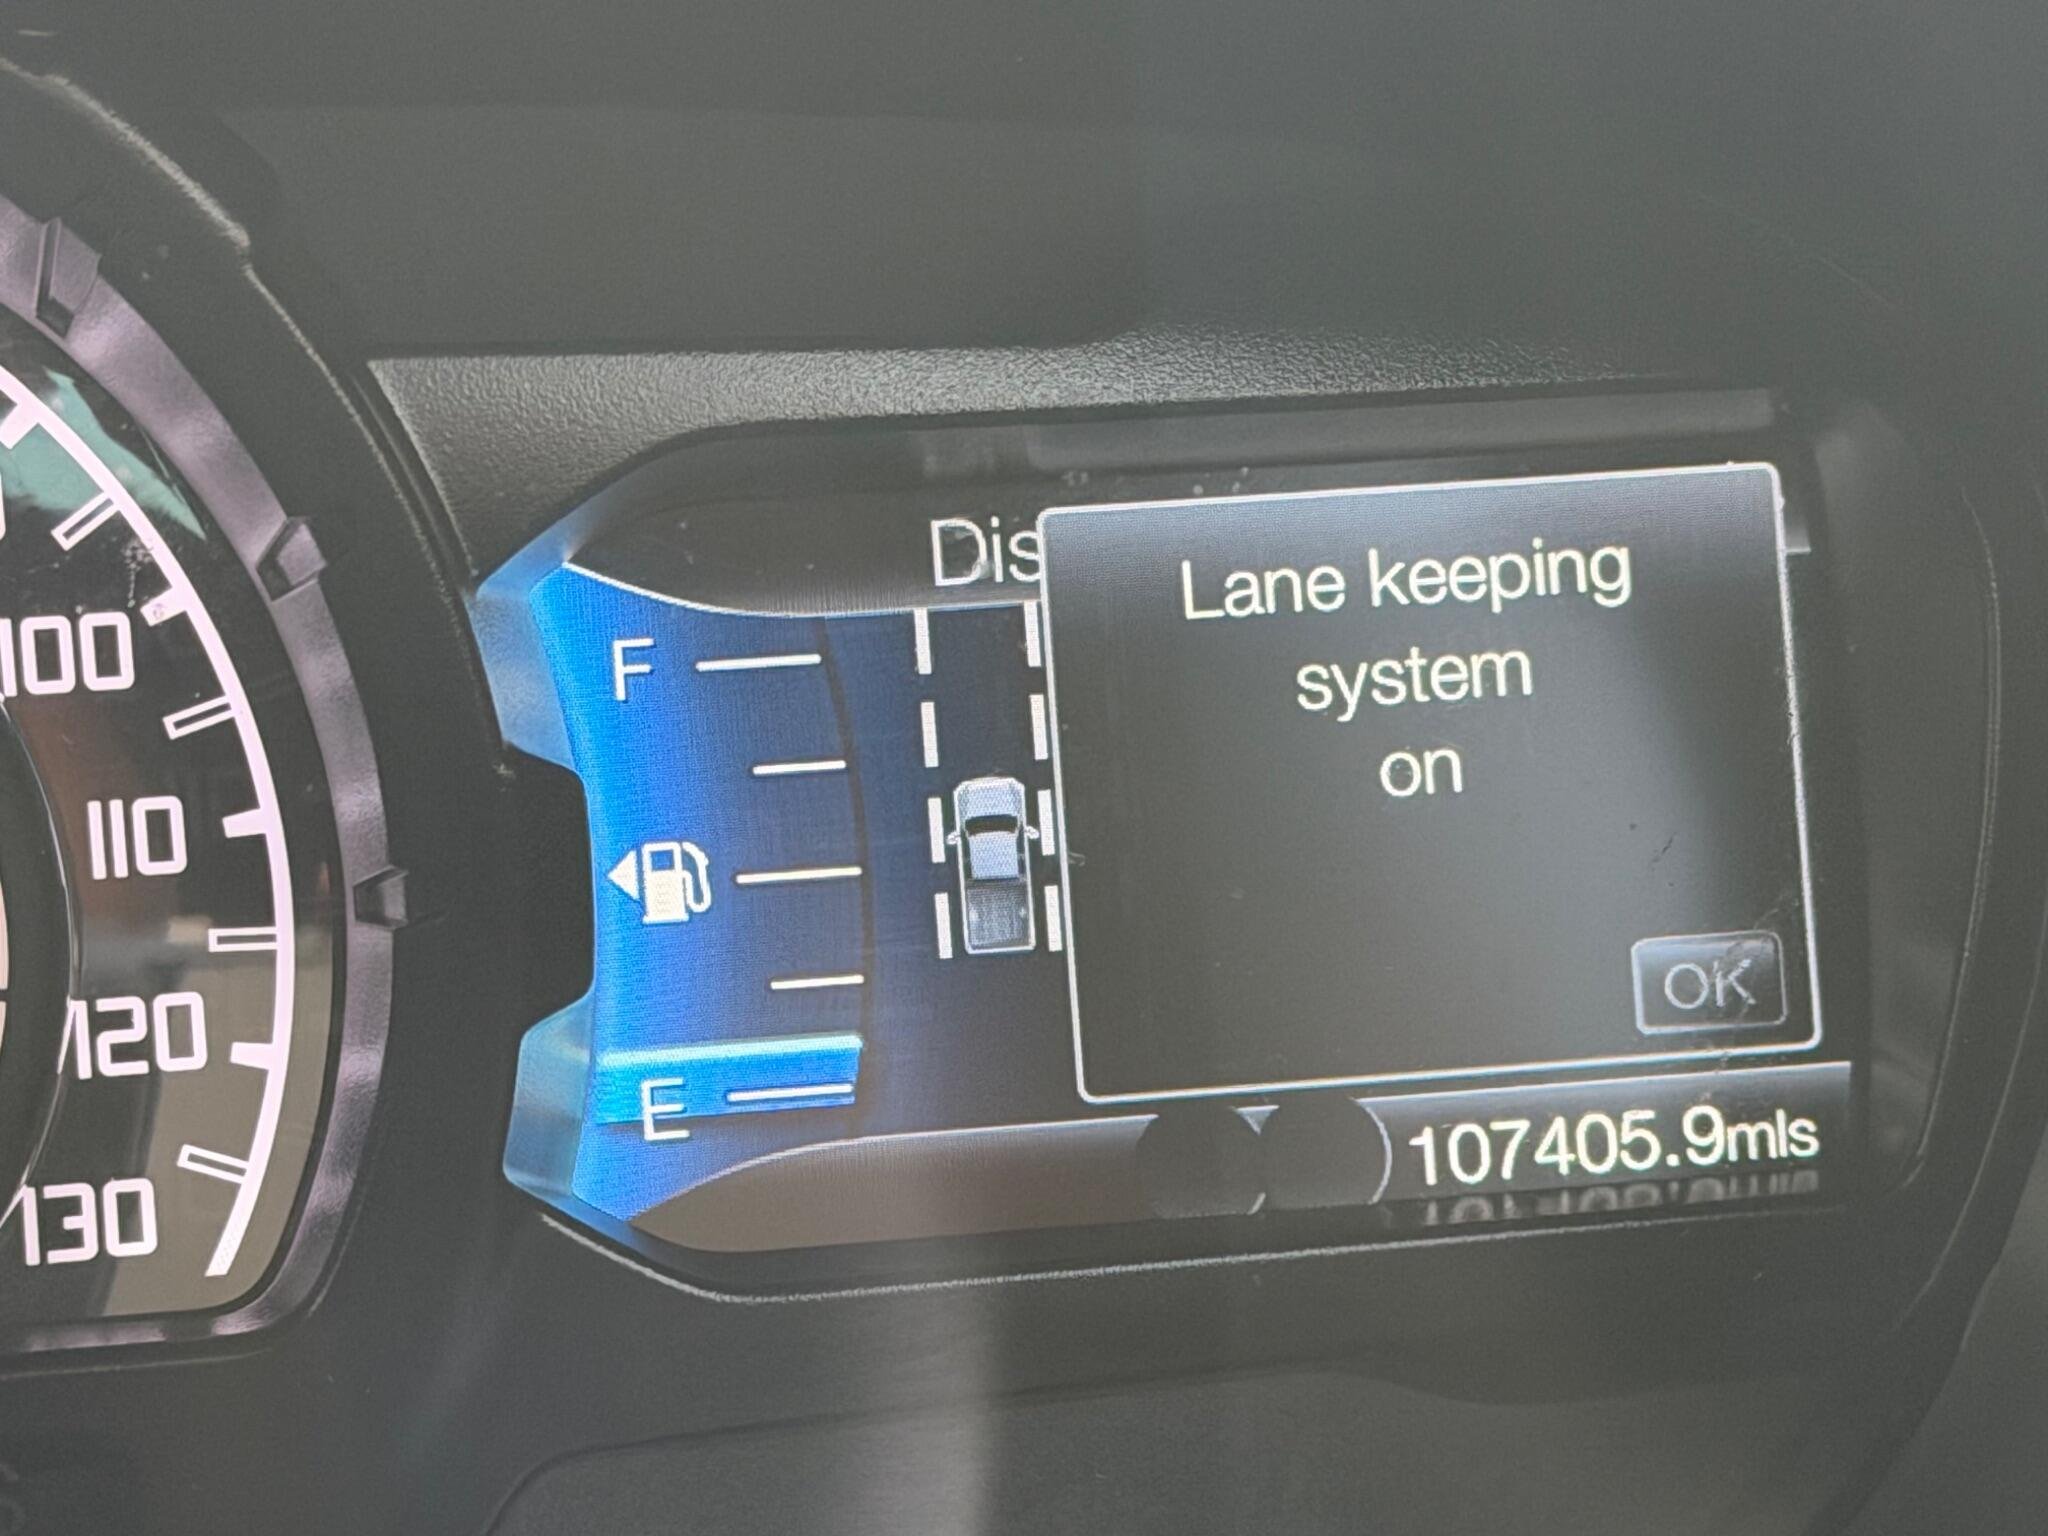 100
110
120
130
F
E
Dis
Lane keeping
system
on
OK
107405.9mls